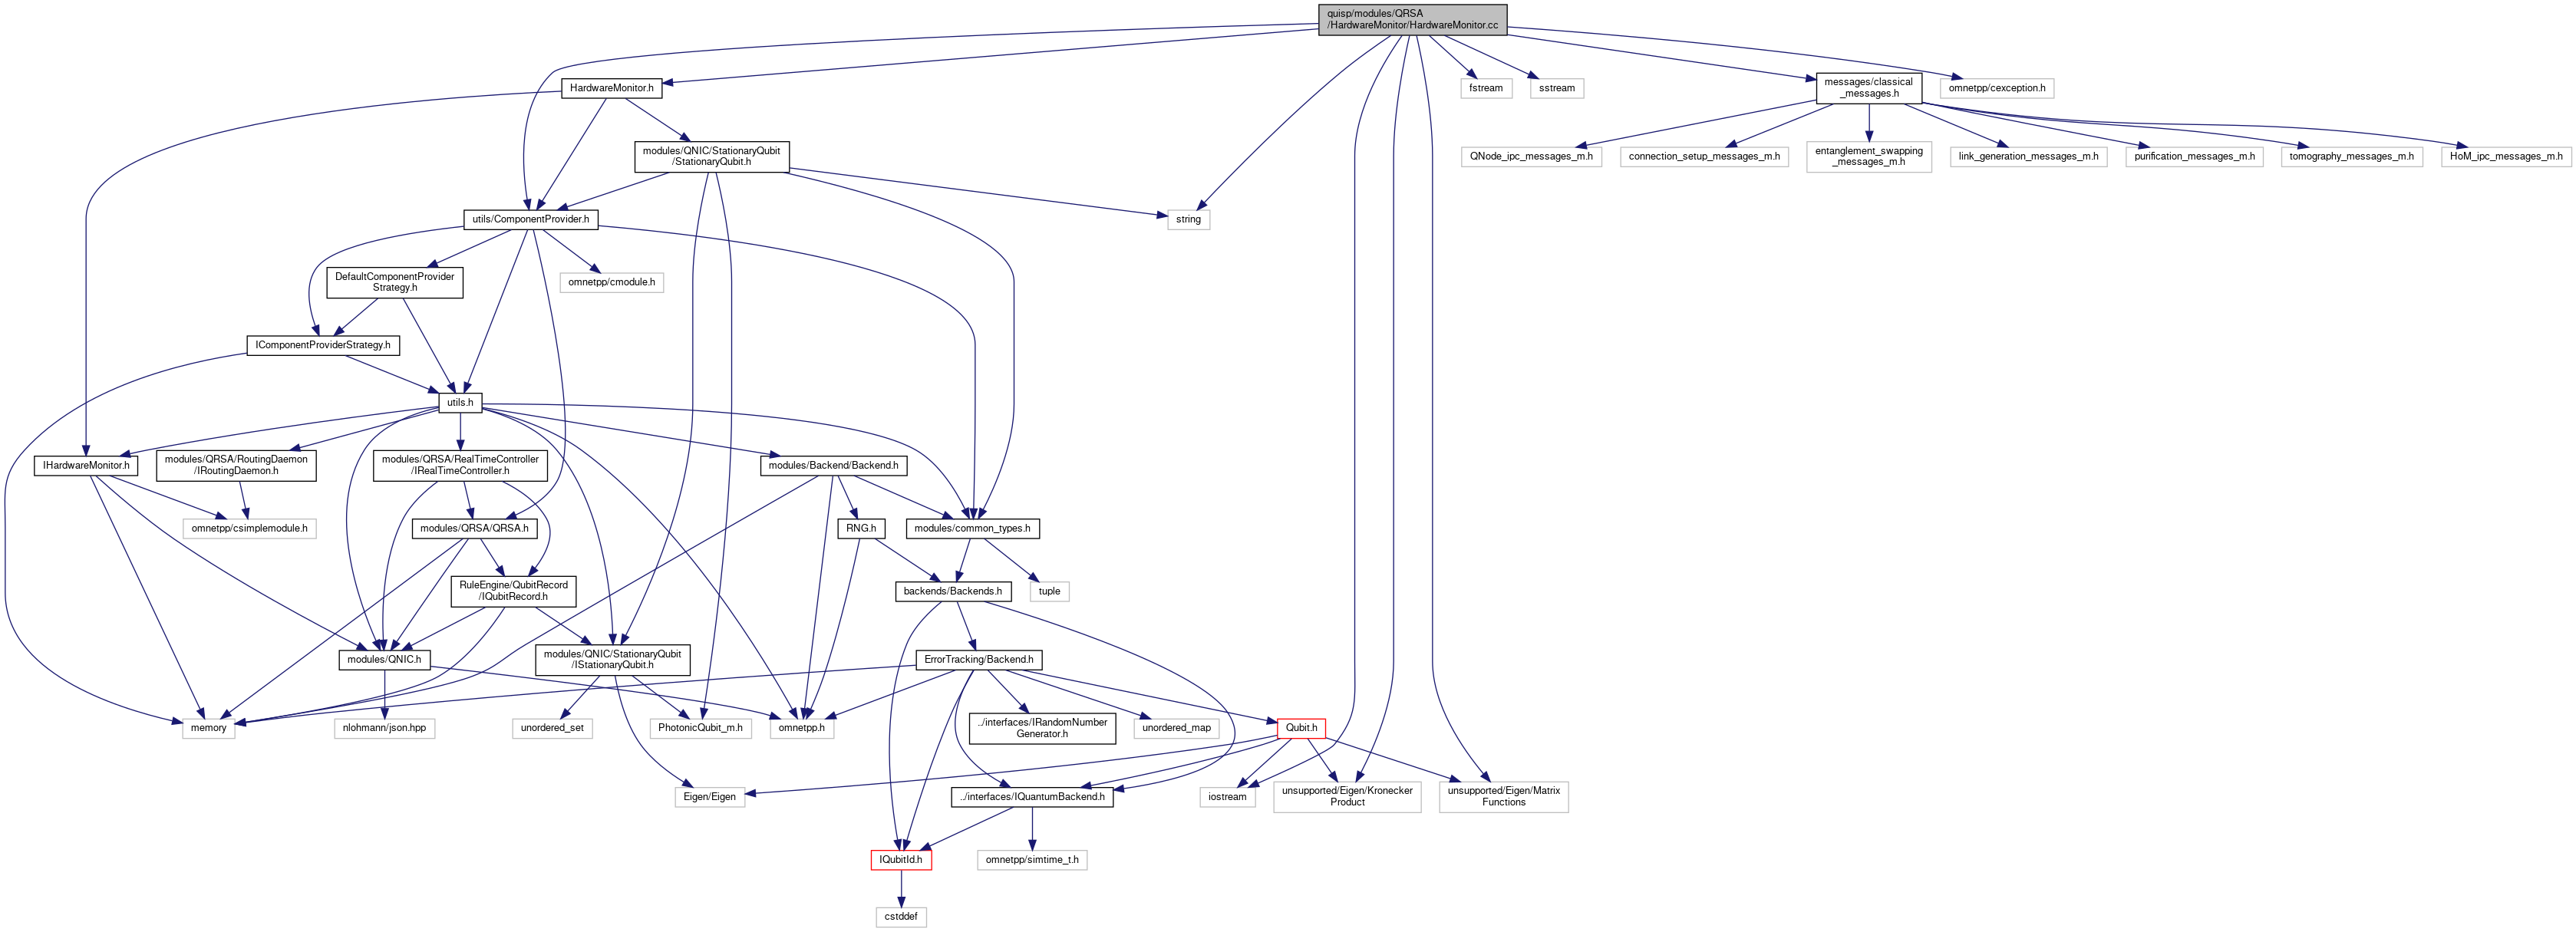 quisp/modules/QRSA
/HardwareMonitor/HardwareMonitor.cc
HardwareMonitor.h
fstream
sstream
messages/classical
_messages.h
omnetpp/cexception.h
modules/QNIC/StationaryQubit
/StationaryQubit.h
QNode_ipc_messages_m.h
connection_setup_messages_m.h
entanglement_swapping
_messages_m.h
link_generation_messages_m.h
purification_messages_m.h
tomography_messages_m.h
HoM_ipc_messages_m.h
utils/ComponentProvider.h
string
DefaultComponentProvider
Strategy.h
omnetpp/cmodule.h
IComponentProviderStrategy.h
utils.h
IHardwareMonitor.h
modules/QRSA/RoutingDaemon
/IRoutingDaemon.h
modules/QRSA/RealTimeController
/IRealTimeController.h
modules/Backend/Backend.h
omnetpp/csimplemodule.h
modules/QRSA/QRSA.h
RNG.h
modules/common_types.h
RuleEngine/QubitRecord
/IQubitRecord.h
backends/Backends.h
tuple
modules/QNIC.h
modules/QNIC/StationaryQubit
/IStationaryQubit.h
ErrorTracking/Backend.h
memory
nlohmann/json.hpp
unordered_set
PhotonicQubit_m.h
omnetpp.h
../interfaces/IRandomNumber
Generator.h
unordered_map
Qubit.h
Eigen/Eigen
../interfaces/IQuantumBackend.h
iostream
unsupported/Eigen/Kronecker
Product
unsupported/Eigen/Matrix
Functions
IQubitId.h
omnetpp/simtime_t.h
cstddef